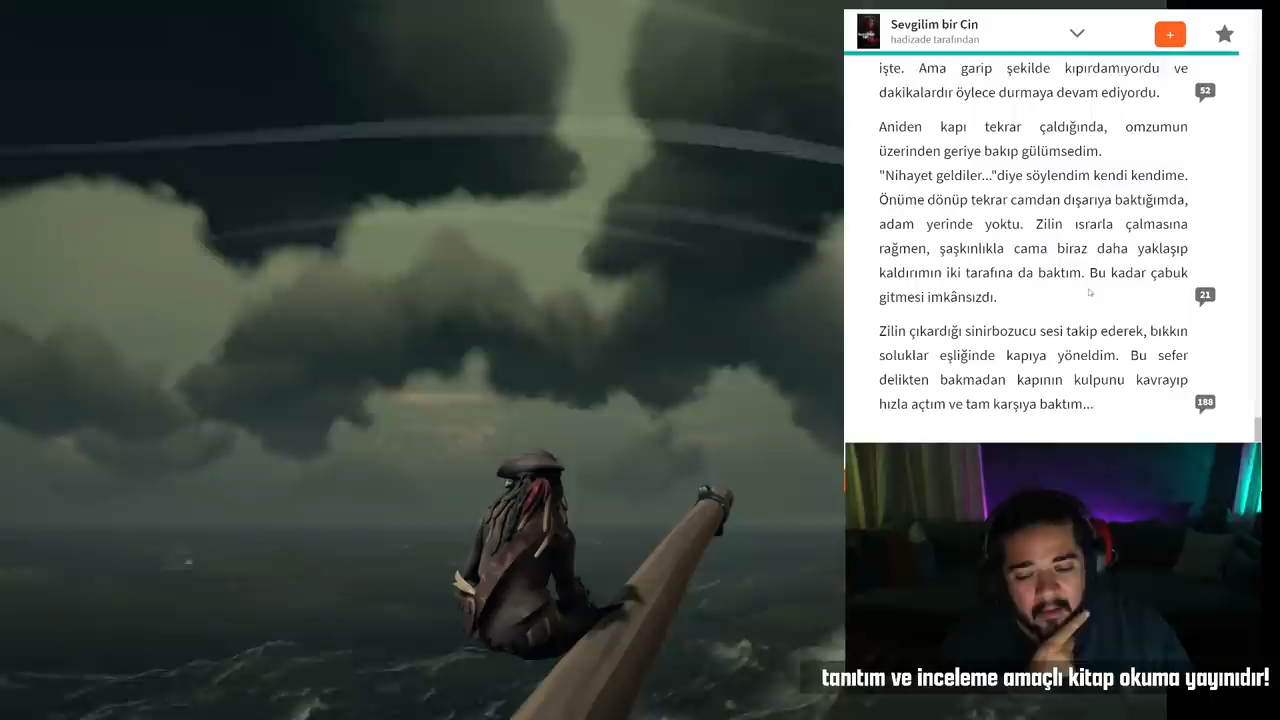 Sevgilim bir Cin
hadizade tarafından
+
işte. Ama garip şekilde kıpırdamıyordu ve
dakikalardır öylece durmaya devam ediyordu.
52
Aniden kapı tekrar çaldığında, omzumun
üzerinden geriye bakıp gülümsedim.
"Nihayet geldiler..."diye söylendim kendi kendime.
Önüme dönüp tekrar camdan dışarıya baktığımda,
adam yerinde yoktu. Zilin ısrarla çalmasına
rağmen, şaşkınlıkla cama biraz daha yaklaşıp
kaldırımın iki tarafına da baktım. Bu kadar çabuk
gitmesi imkânsızdı.
21
Zilin çıkardığı sinirbozucu sesi takip ederek, bıkkın
soluklar eşliğinde kapıya yöneldim. Bu sefer
delikten bakmadan kapının kulpunu kavrayıp
hızla açtım ve tam karşıya baktım...
188
tanıtım ve inceleme amaçlı kitap okuma yayınıdır!